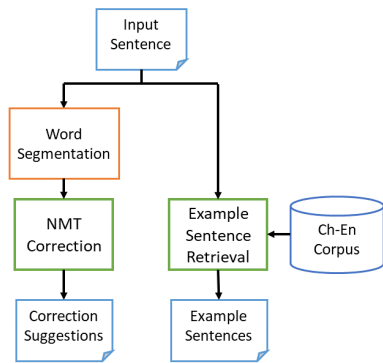 Input
Sentence
Word
Segmentation
NMT
Correction
Example
Sentence
Retrieval
Ch-En
Corpus
Correction
Suggestions
Example
Sentences